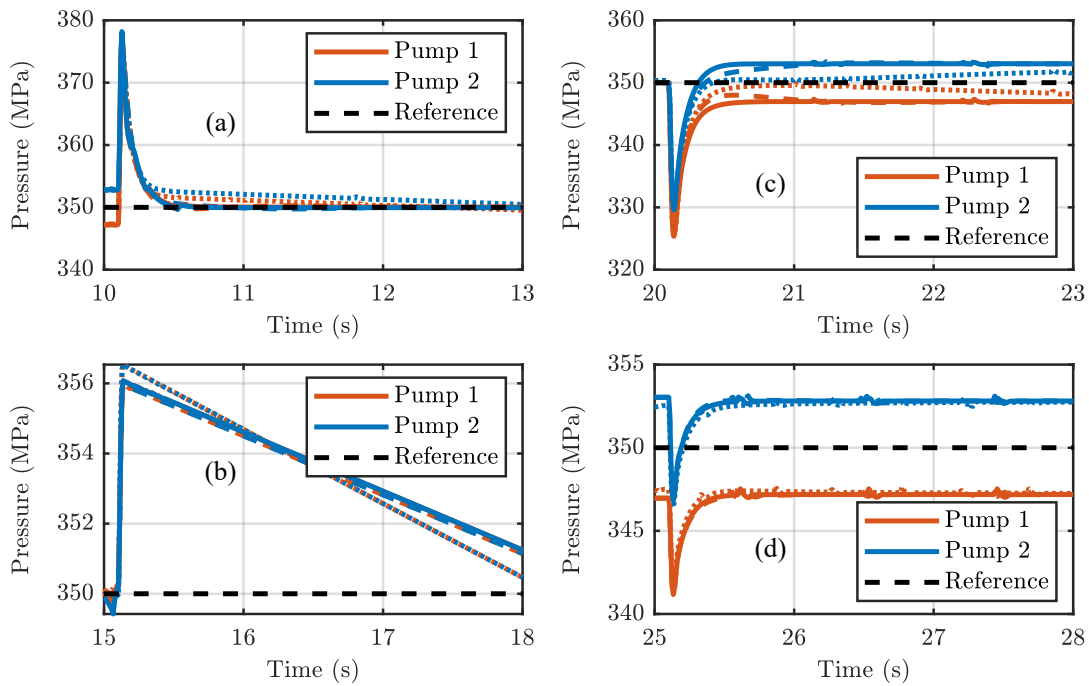 380
370
360
350
340
Pressure (MPa)
(a)
Pump 1
Pump 2
Reference
10 11 12 13
Time (s)
360
350
340
330
320
Pressure (MPa)
(c)
Pump 1
Pump 2
Reference
20 21 22 23
Time (s)
356
354
352
350
Pressure (MPa)
(b)
Pump 1
Pump 2
Reference
15 16 17 18
Time (s)
355
350
345
340
Pressure (MPa)
(d)
Pump 1
Pump 2
Reference
25 26 27 28
Time (s)